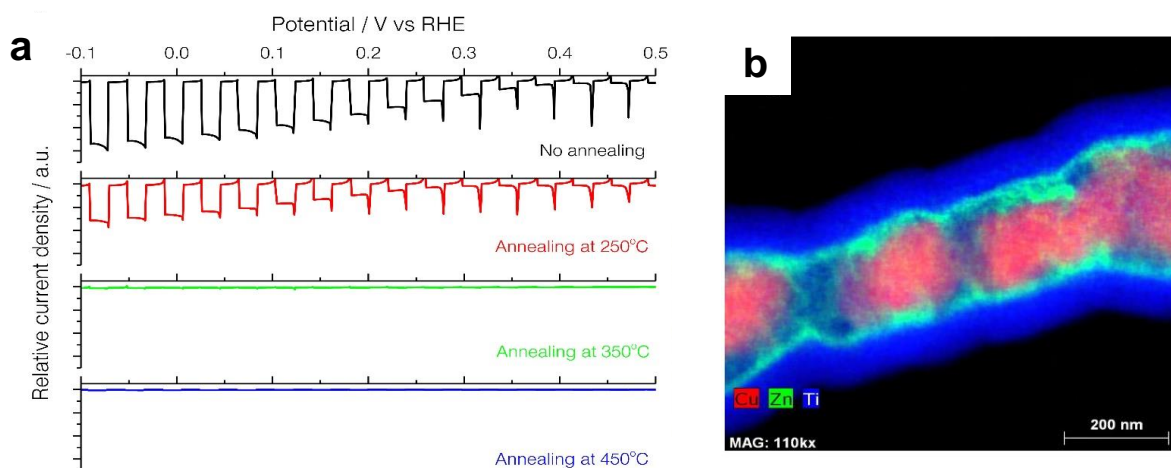 a
Potential / V vs RHE
-0.1 0.0 0.1 0.2 0.3 0.4 0.5
Relative current density / a.u.
No annealing
Annealing at 250°C
Annealing at 350°C
Annealing at 450°C
b
Cu Zn Ti
MAG: 110kx
200 nm